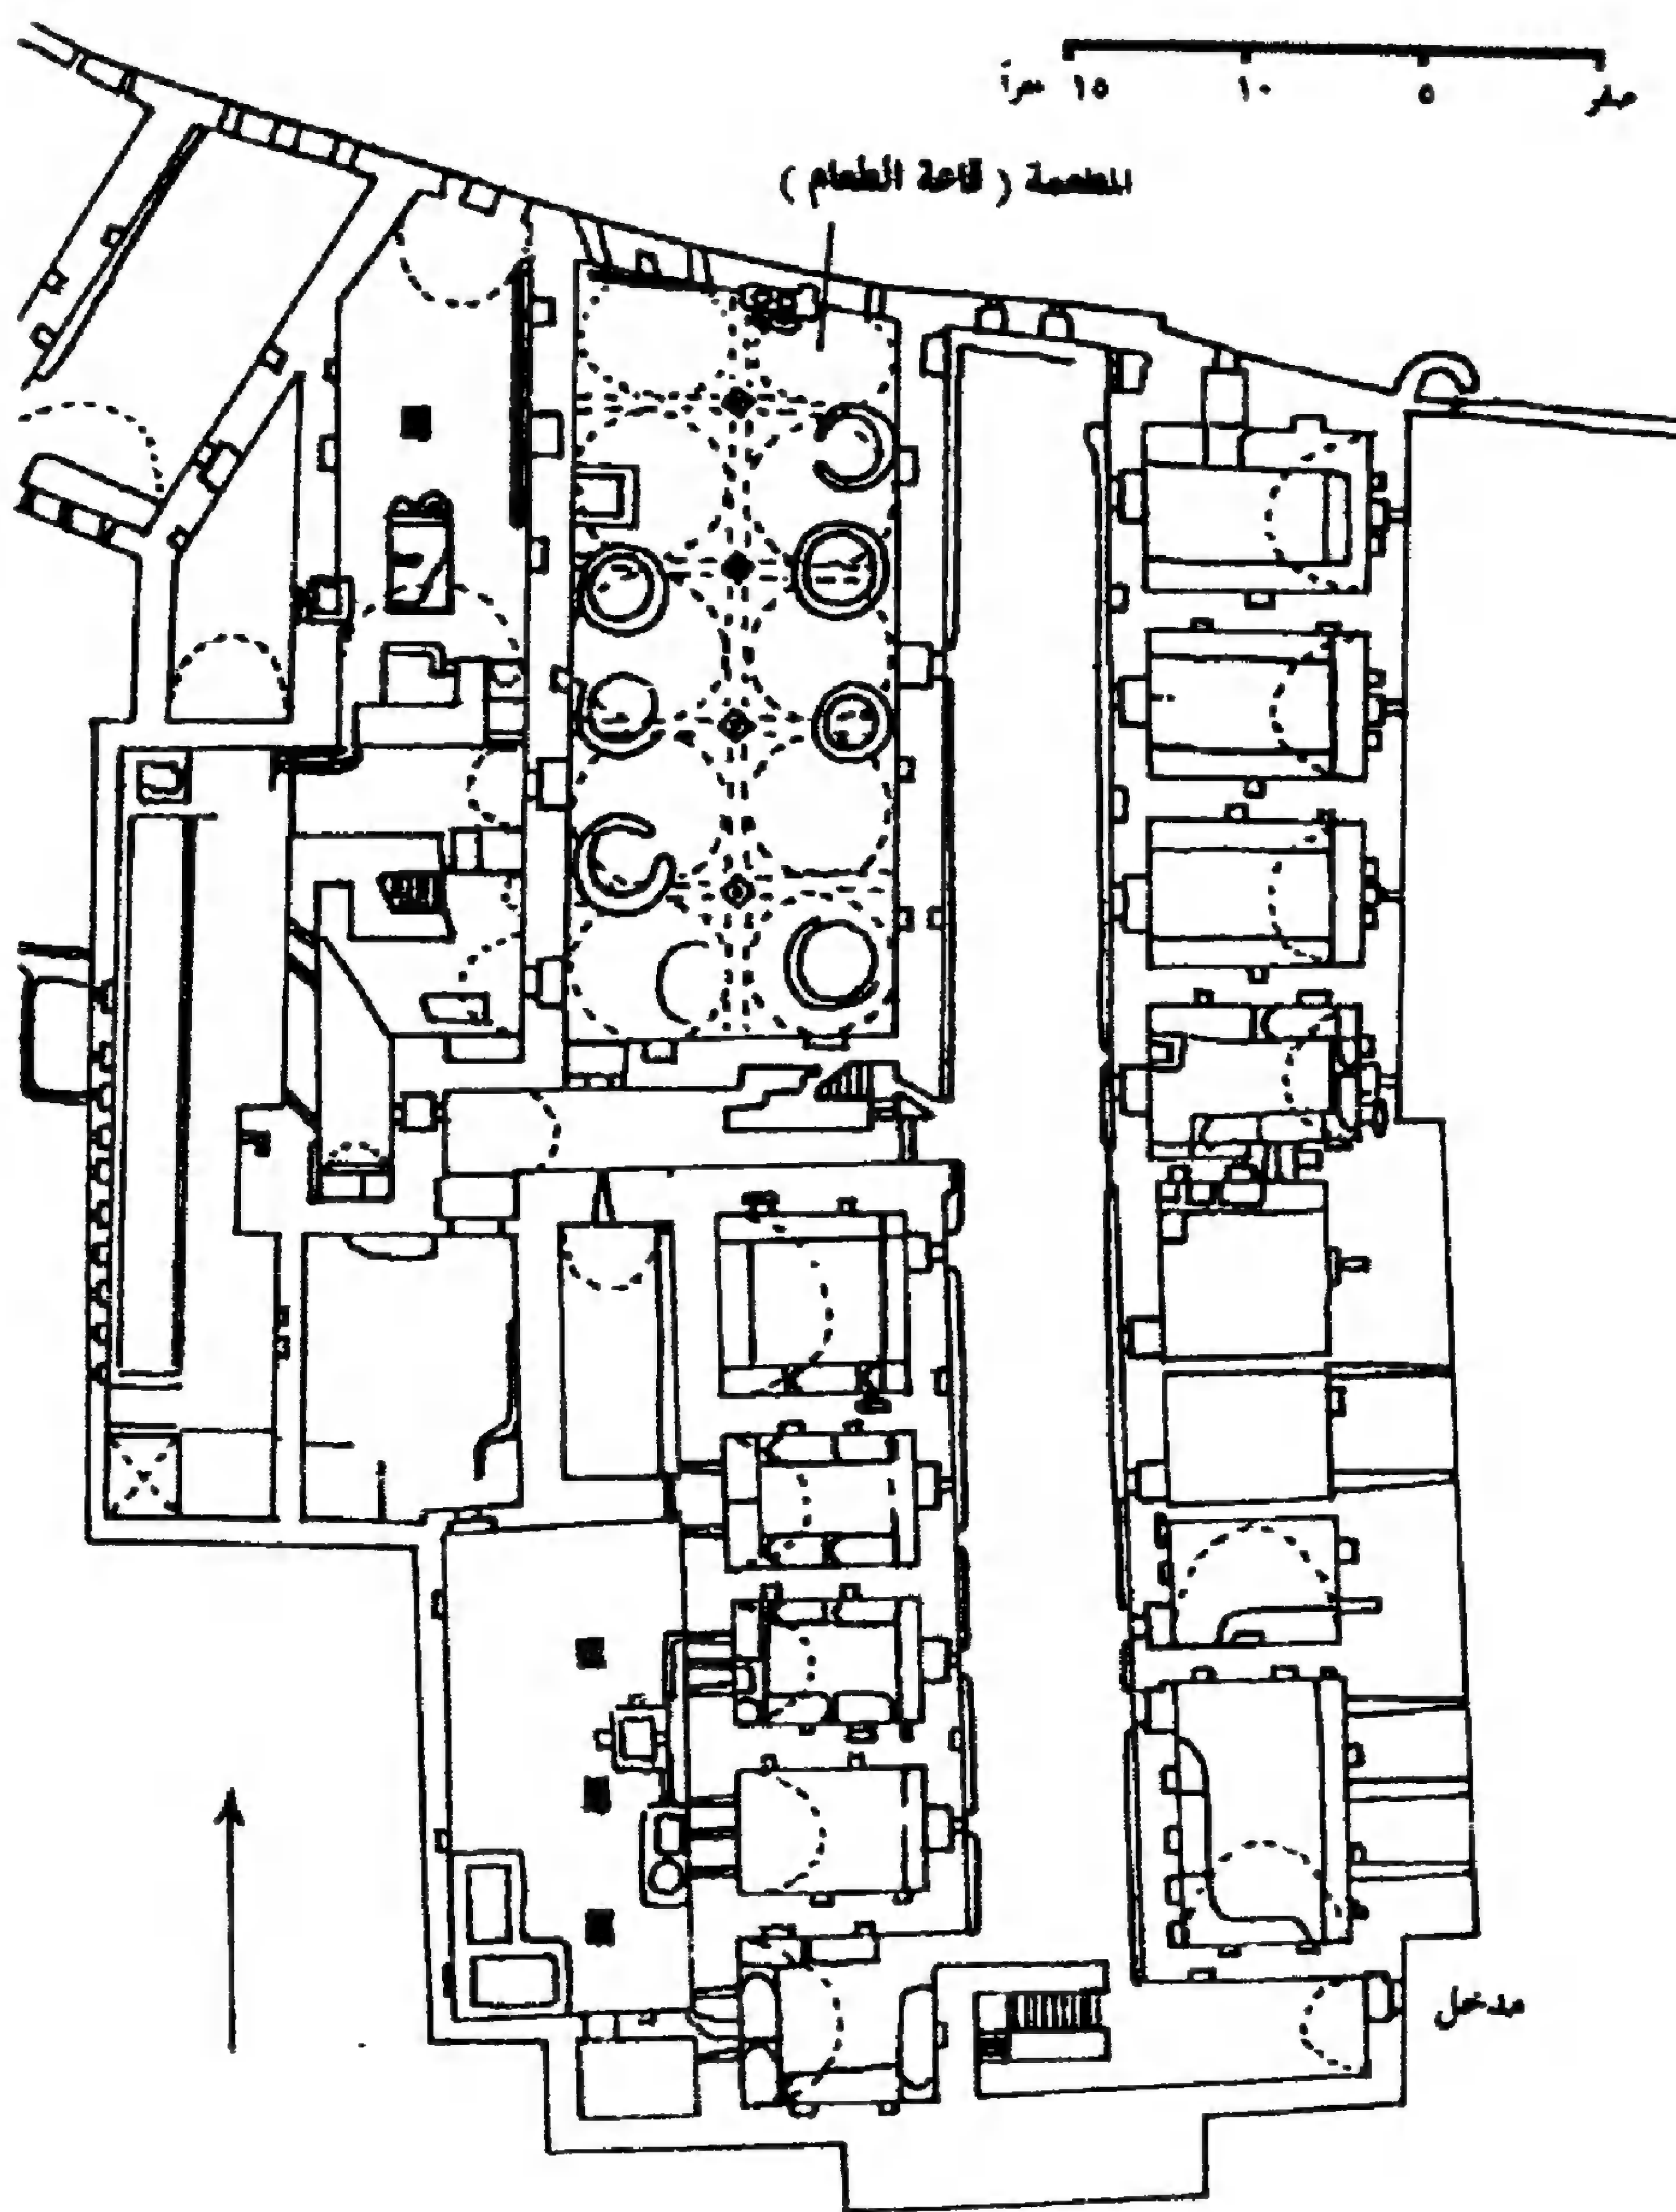 صفر ٥ ١٠ ١٥ متراً
المطعمة ( قاعة الطعام )
مدخل